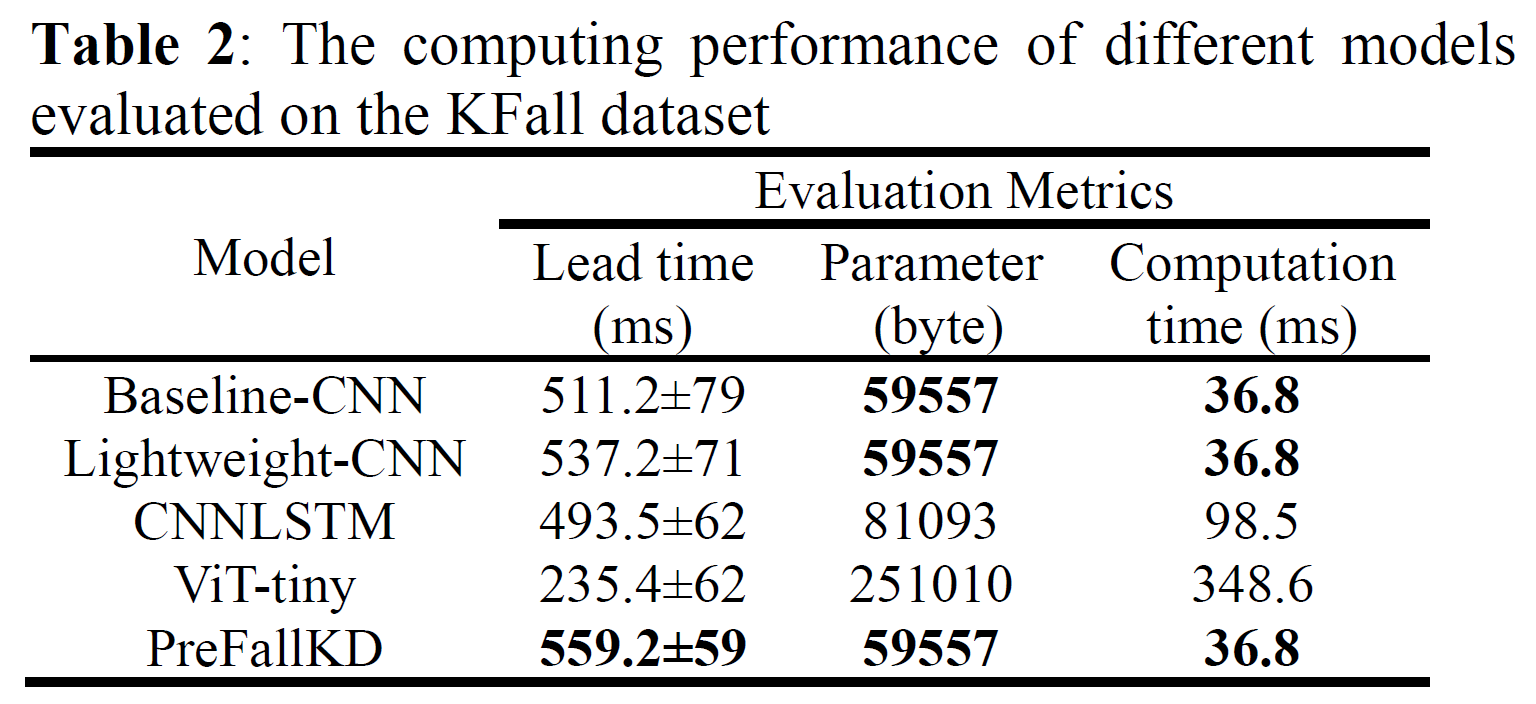 Table 2: The computing performance of different models
evaluated on the KFall dataset
Model
Evaluation Metrics
Lead time (ms)
Parameter (byte)
Computation time (ms)
Baseline-CNN 511.2±79 59557 36.8
Lightweight-CNN 537.2±71 59557 36.8
CNNLSTM 493.5±62 81093 98.5
ViT-tiny 235.4±62 251010 348.6
PreFallKD 559.2±59 59557 36.8